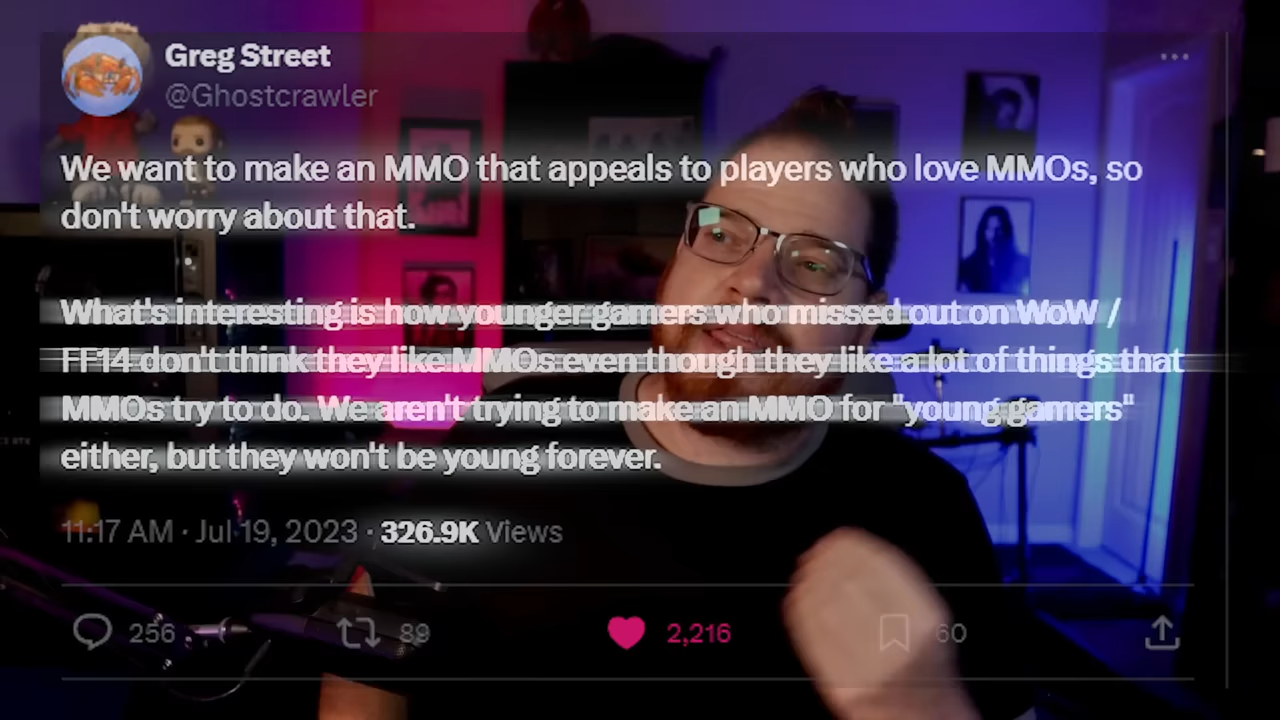 Greg Street
@Ghostcrawler
We want to make an MMO that appeals to players who love MMOs, so
don't worry about that.
What's interesting is how younger gamers who missed out on WoW /
FF14 don't think they like MMOs even though they like a lot of things that
MMOs try to do. We aren't trying to make an MMO for "young gamers"
either, but they won't be young forever.
11:17 AM · Jul 19, 2023 · 326.9K Views
256 89 2,216 60